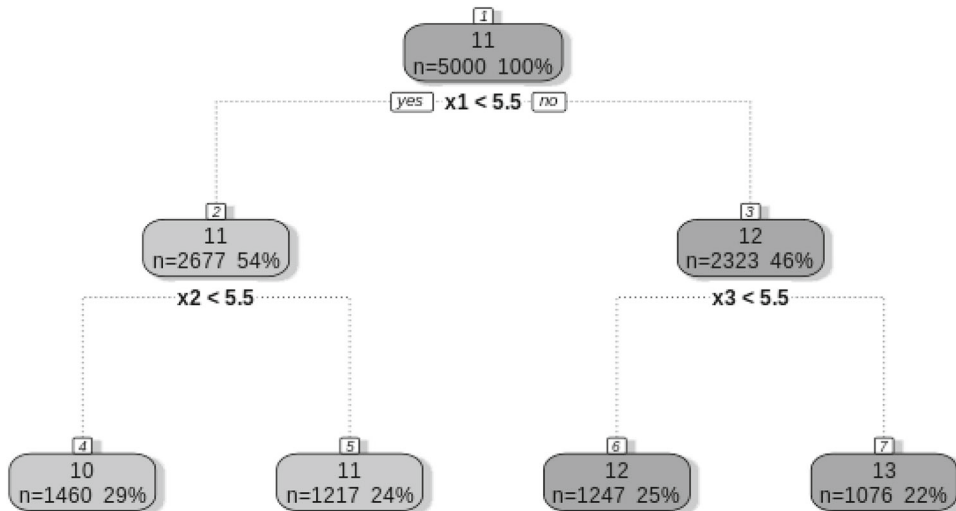 1
11
n=5000 100%
yes x1 < 5.5 no
2
11
n=2677 54%
3
12
n=2323 46%
x2 < 5.5
x3 < 5.5
4
10
n=1460 29%
5
11
n=1217 24%
6
12
n=1247 25%
7
13
n=1076 22%